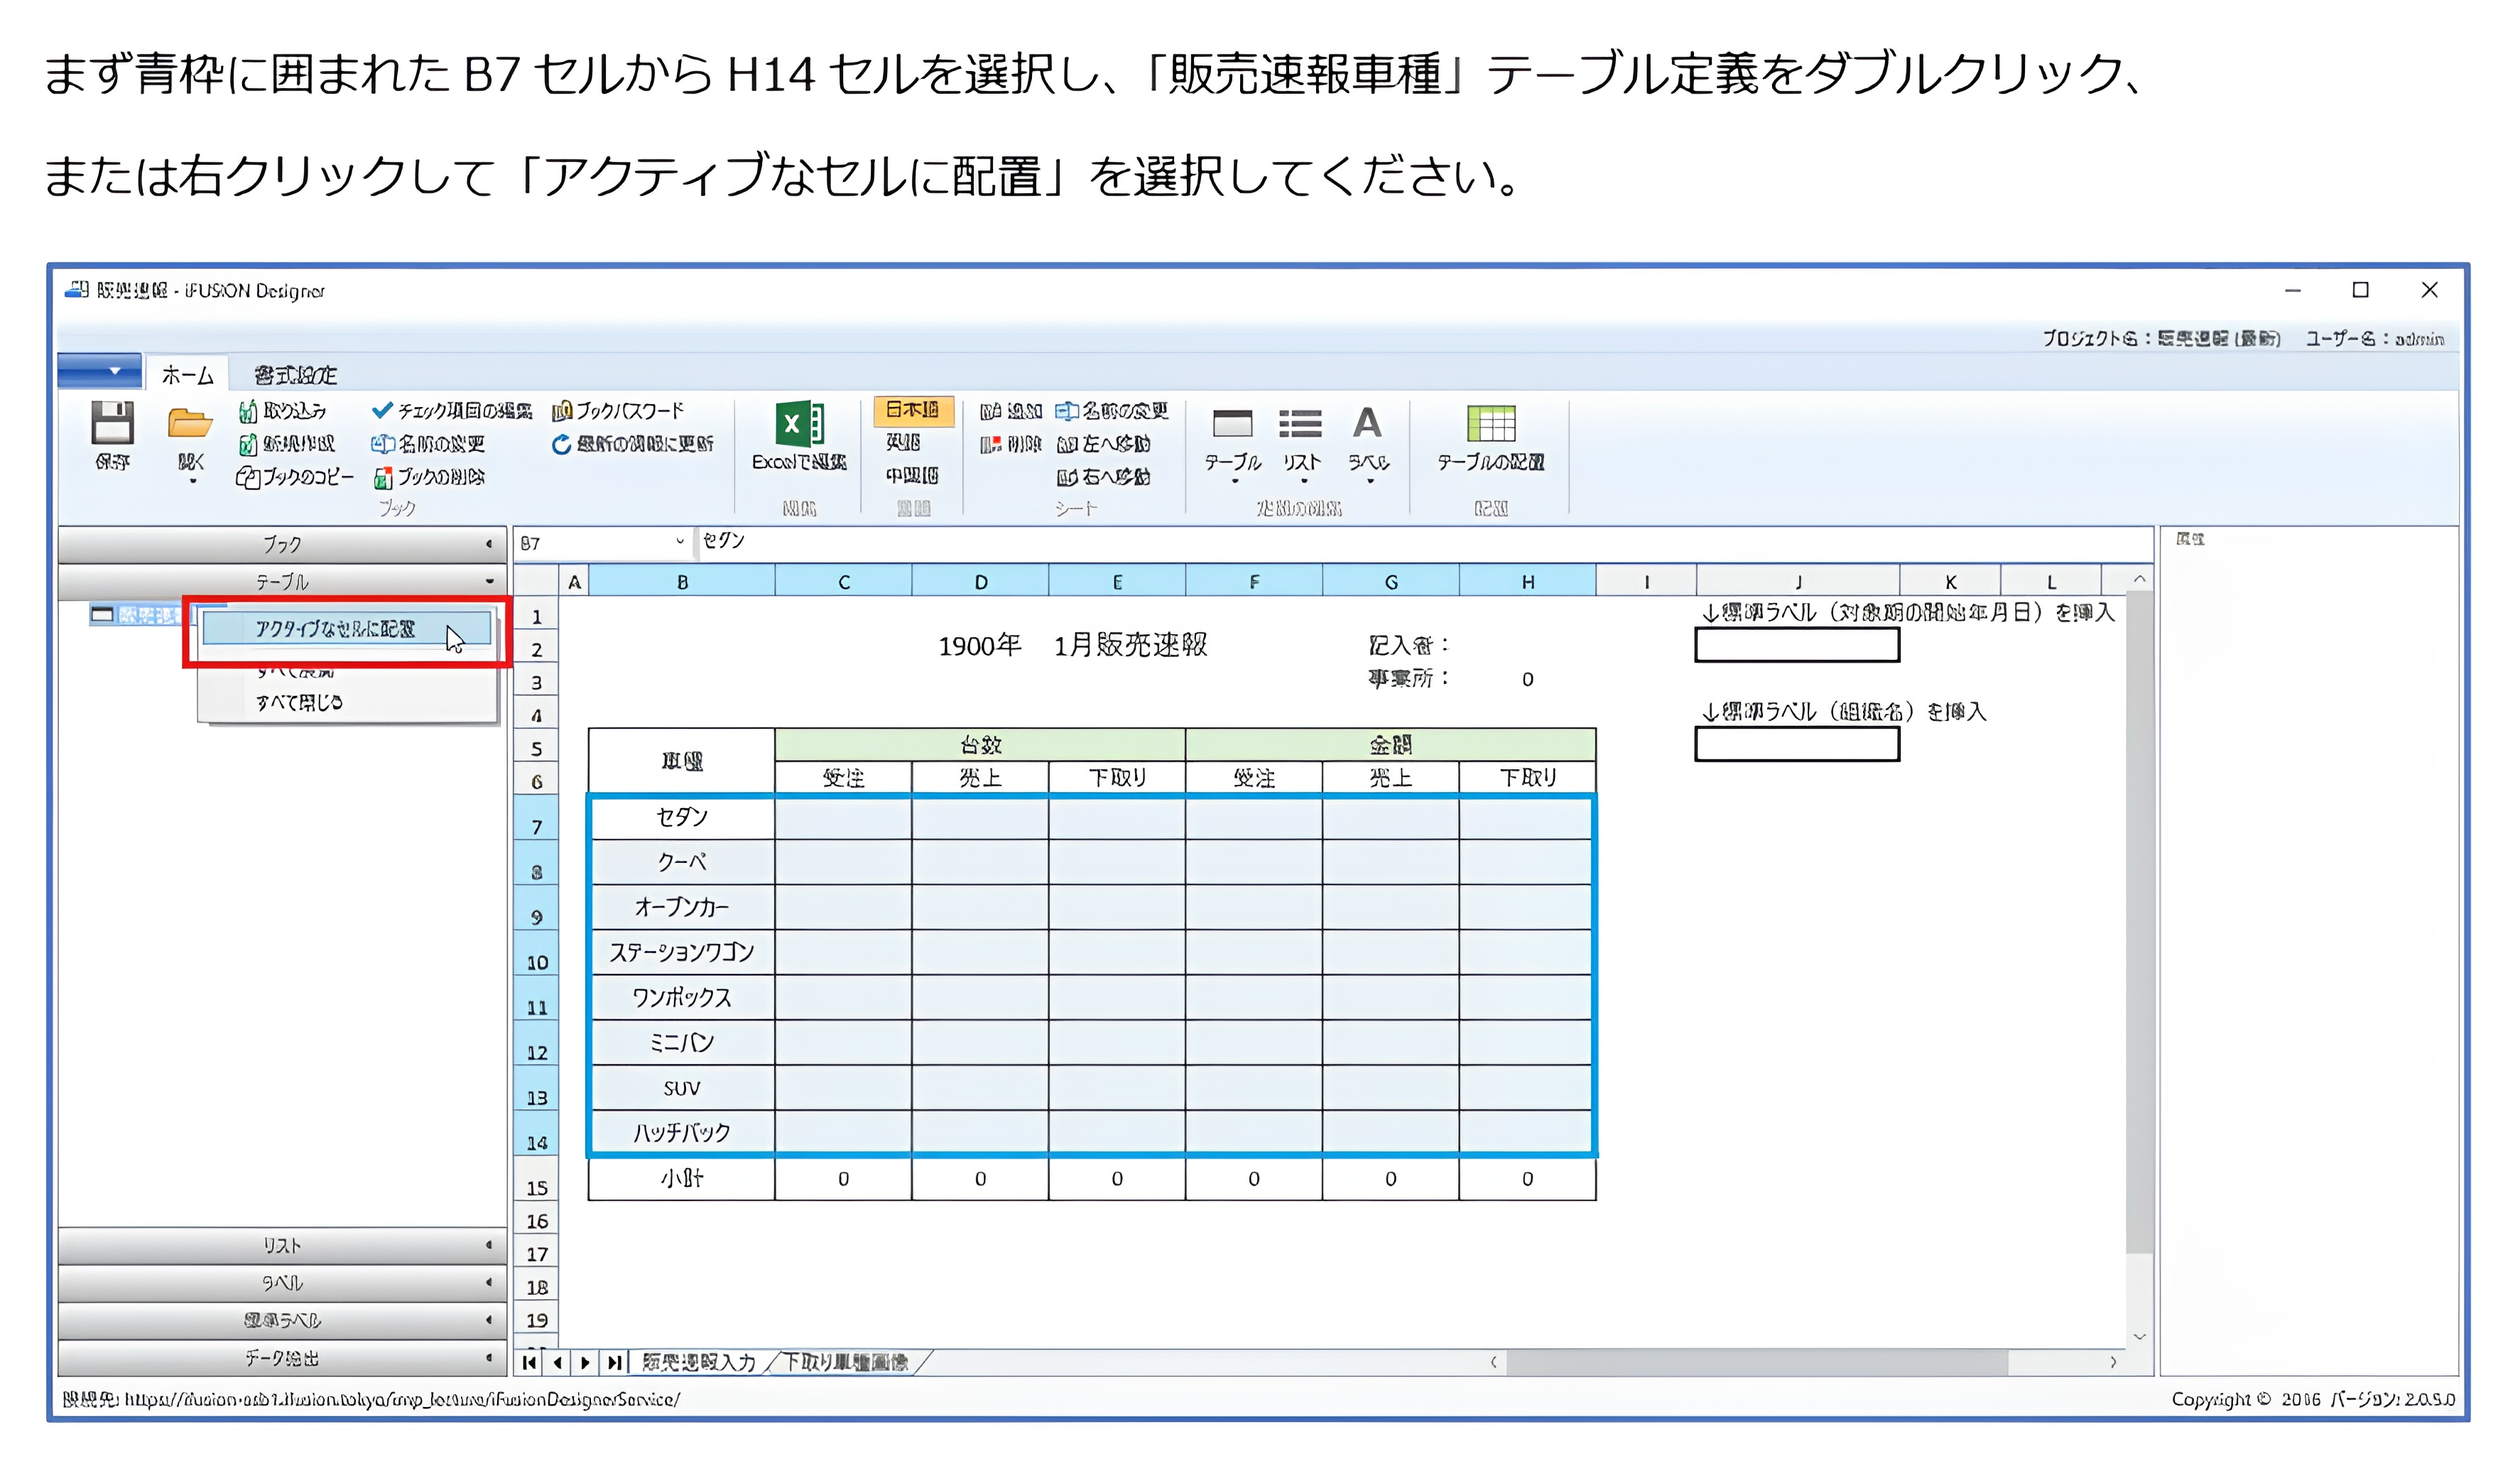 まず青枠に囲まれた B7 セルから H14 セルを選択し、「販売速報車種」テーブル定義をダブルクリック、
または右クリックして「アクティブなセルに配置」を選択してください。
販売速報 - iFUSION Designer
プロジェクト名：販売速報 (最新) ユーザー名：admin
ホーム 書式設定
取り込み チェック項目の編集 ブックパスワード 日本語 追加 名前の変更
新規作成 名前の変更 最新の情報に更新 英語 削除 左へ移動
保存 開く Excelで編集 テーブル リスト ラベル テーブルの配置
ブックのコピー ブックの削除 中国語 右へ移動
ブック 編集 言語 シート 定義の編集 配置
ブック B7 セダン
テーブル A B C D E F G H I J K L
アクティブなセルに配置
すべて展開
すべて閉じる
1 ↓標準ラベル（対象期の開始年月日）を挿入
2 1900年 1月販売速報 記入者：
3 事業所： 0
4 ↓標準ラベル（組織名）を挿入
5 車種 台数 金額
6 受注 売上 下取り 受注 売上 下取り
7 セダン
8 クーペ
9 オープンカー
10 ステーションワゴン
11 ワンボックス
12 ミニバン
13 SUV
14 ハッチバック
15 小計 0 0 0 0 0 0
16
17
18
19
リスト
ラベル
標準ラベル
データ抽出
販売速報入力 下取り車種画像
接続先:
Copyright © 2016 バージョン: 2.0.5.0